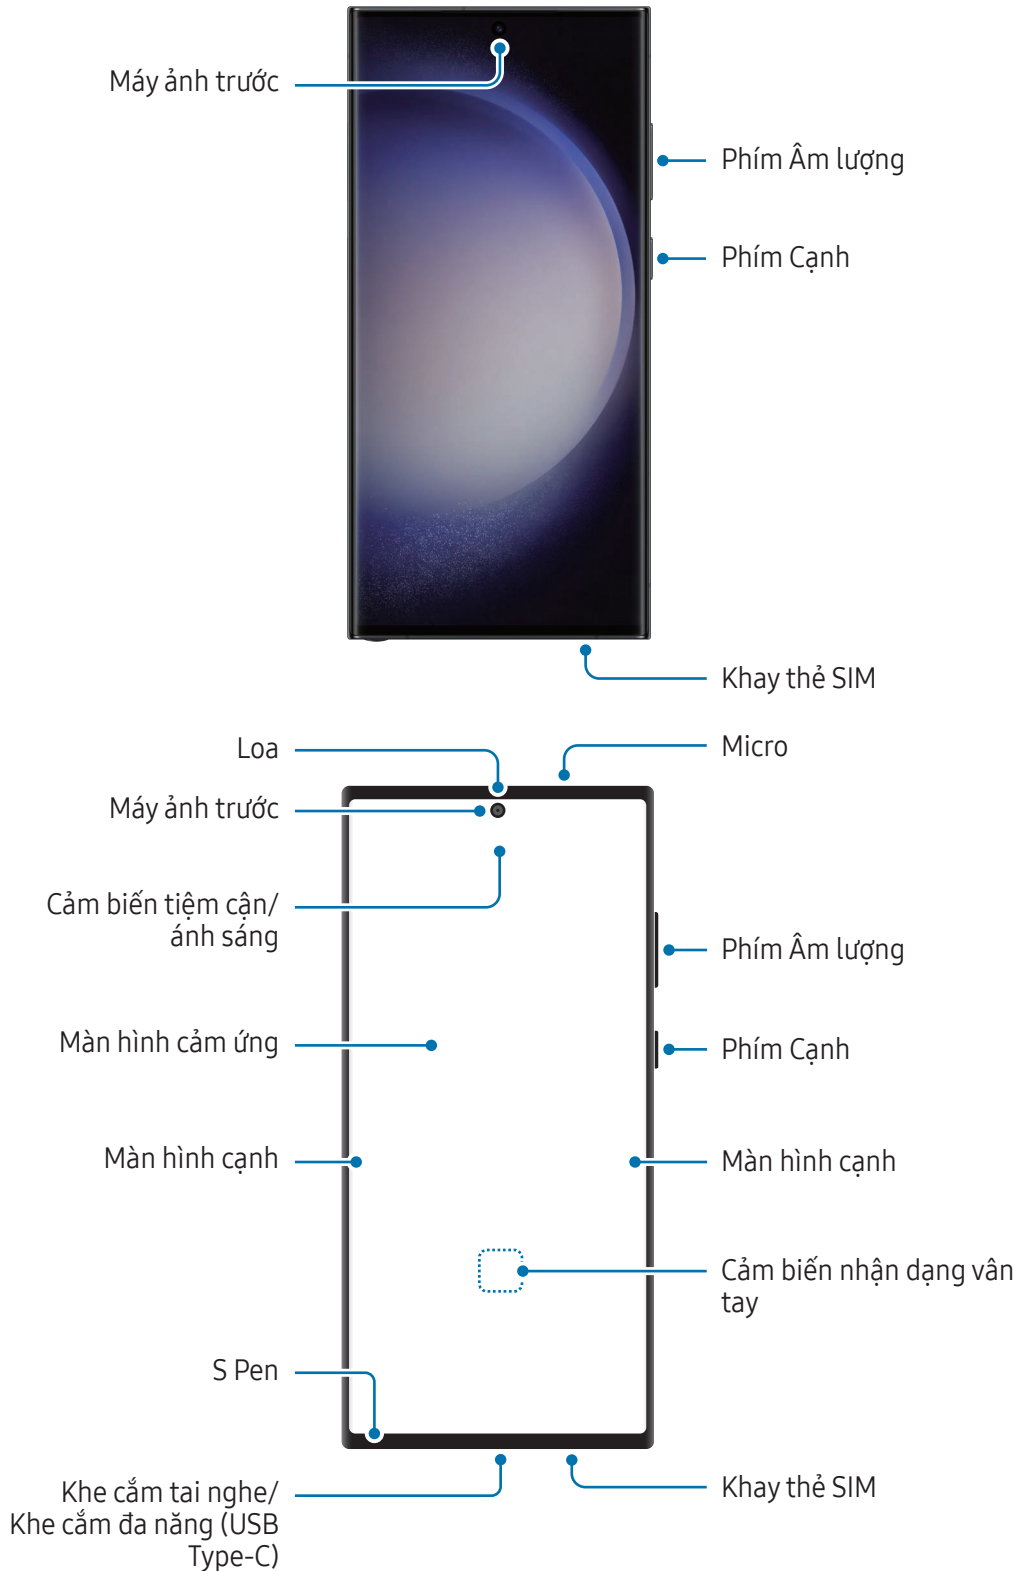 Máy ảnh trước
Phím Âm lượng
Phím Cạnh
Khay thẻ SIM
Loa
Micro
Máy ảnh trước
Cảm biến tiệm cận/
ánh sáng
Phím Âm lượng
Màn hình cảm ứng
Phím Cạnh
Màn hình cạnh
Màn hình cạnh
Cảm biến nhận dạng vân
tay
S Pen
Khe cắm tai nghe/
Khe cắm đa năng (USB
Type-C)
Khay thẻ SIM